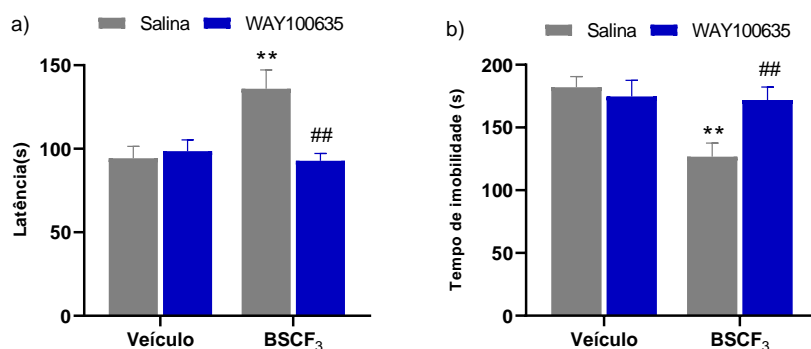 a)
Salina WAY100635
Latência(s)
150
100
50
0
**
##
Veículo BSCF₃
b)
Salina WAY100635
Tempo de imobilidade (s)
200
150
100
50
0
**
##
Veículo BSCF₃